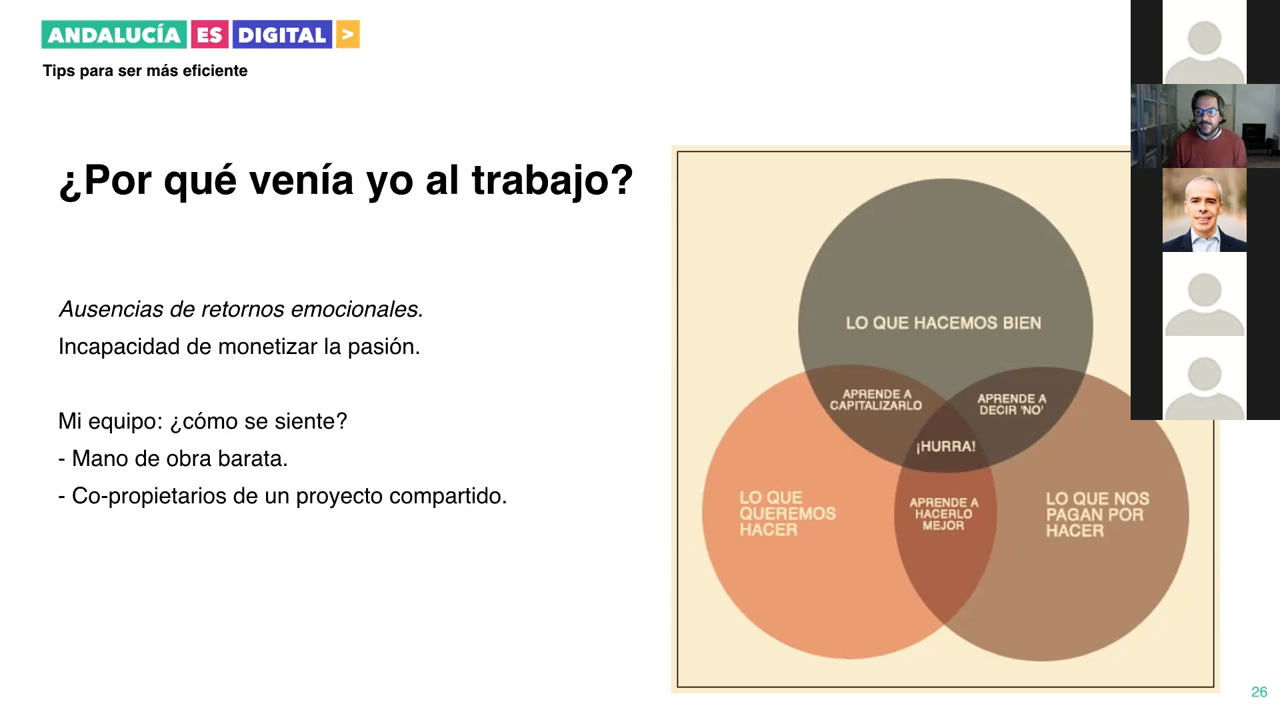 ANDALUCÍA ES DIGITAL >
Tips para ser más eficiente
¿Por qué venía yo al trabajo?
Ausencias de retornos emocionales.
Incapacidad de monetizar la pasión.
Mi equipo: ¿cómo se siente?
- Mano de obra barata.
- Co-propietarios de un proyecto compartido.
LO QUE HACEMOS BIEN
APRENDE A
CAPITALIZARLO
APRENDE A
DECIR 'NO'
¡HURRA!
LO QUE
QUEREMOS
HACER
APRENDE A
HACERLO
MEJOR
LO QUE NOS
PAGAN POR
HACER
26